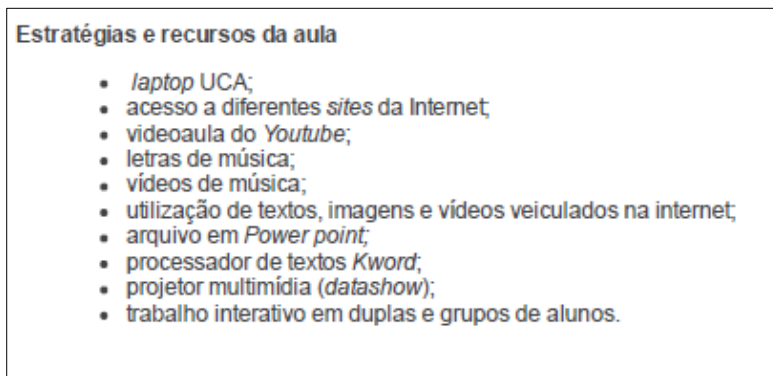 Estratégias e recursos da aula
• laptop UCA;
• acesso a diferentes sites da Internet;
• videoaula do Youtube;
• letras de música;
• vídeos de música;
• utilização de textos, imagens e vídeos veiculados na internet;
• arquivo em Power point;
• processador de textos Kword;
• projetor multimídia (datashow);
• trabalho interativo em duplas e grupos de alunos.